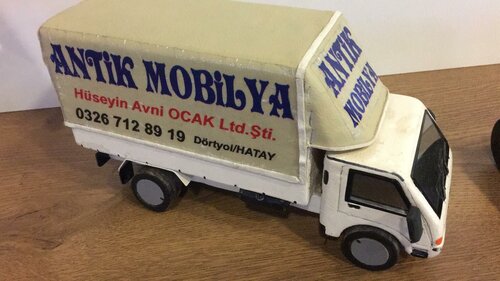 ANTİK MOBİLYA
Hüseyin Avni OCAK Ltd.Şti.
0326 712 89 19 Dörtyol/HATAY
ANTİK
MOBİLYA